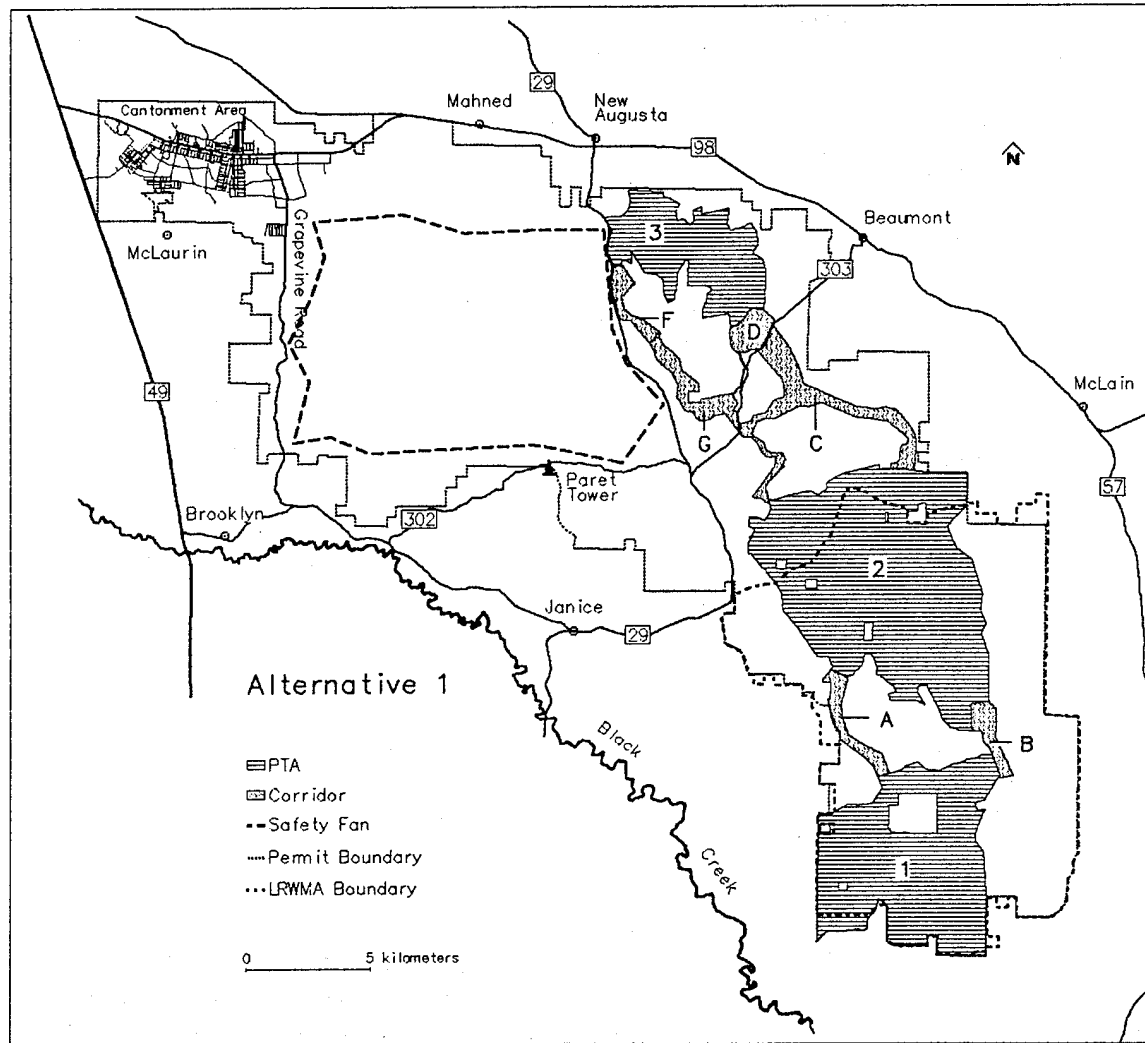 29
Mahned
New
Augusta
Cantonment Area
98
N
McLaurin
Grapevine Road
3
Beaumont
303
F
D
49
McLain
G
C
Paret
Tower
57
Brooklyn
302
2
Janice
29
Alternative 1
A
B
Black
Creek
PTA
Corridor
Safety Fan
Permit Boundary
LRWMA Boundary
1
0 5 kilometers